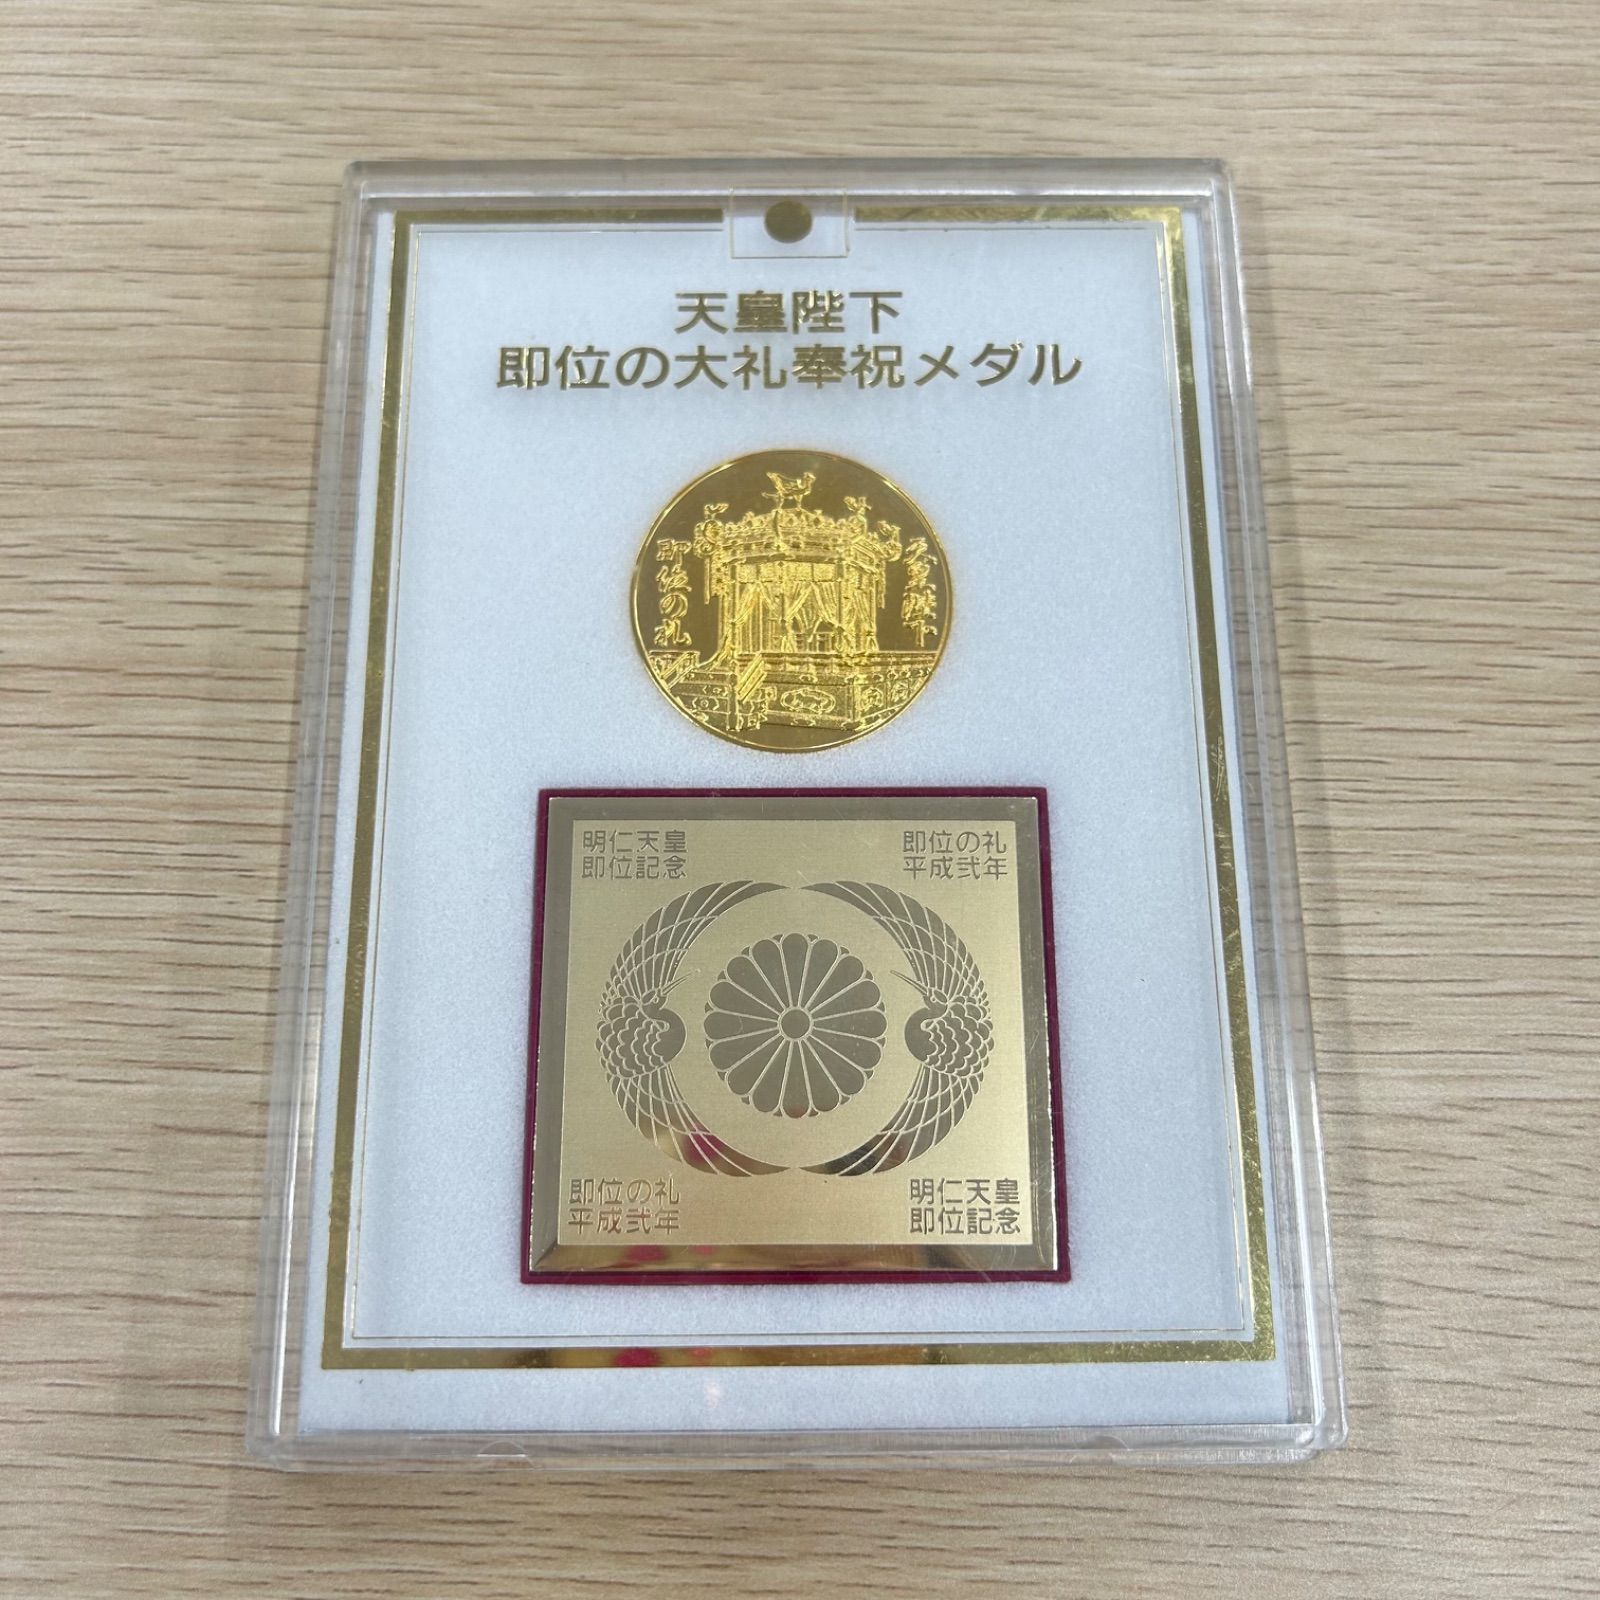 天皇陛下
即位の大礼奉祝メダル
天皇陛下
即位の礼
明仁天皇
即位記念
即位の礼
平成弐年
即位の礼
平成弐年
明仁天皇
即位記念